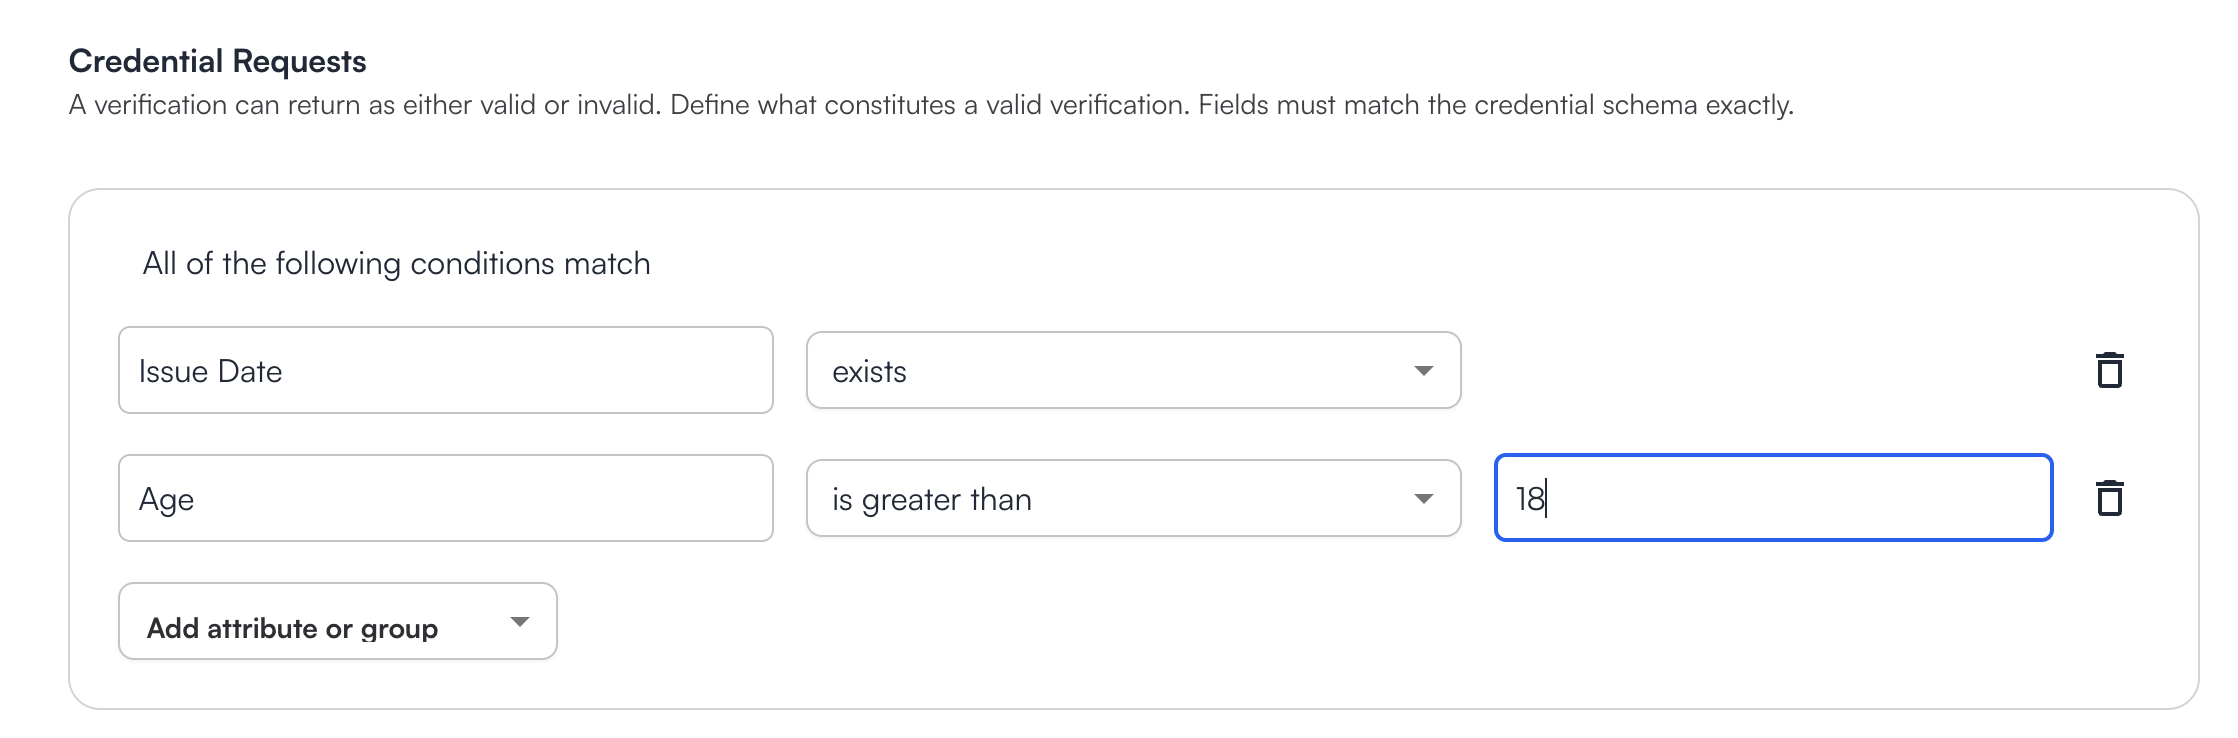 Credential Requests
A verification can return as either valid or invalid. Define what constitutes a valid verification. Fields must match the credential schema exactly.
All of the following conditions match
Issue Date exists
Age is greater than 18
Add attribute or group